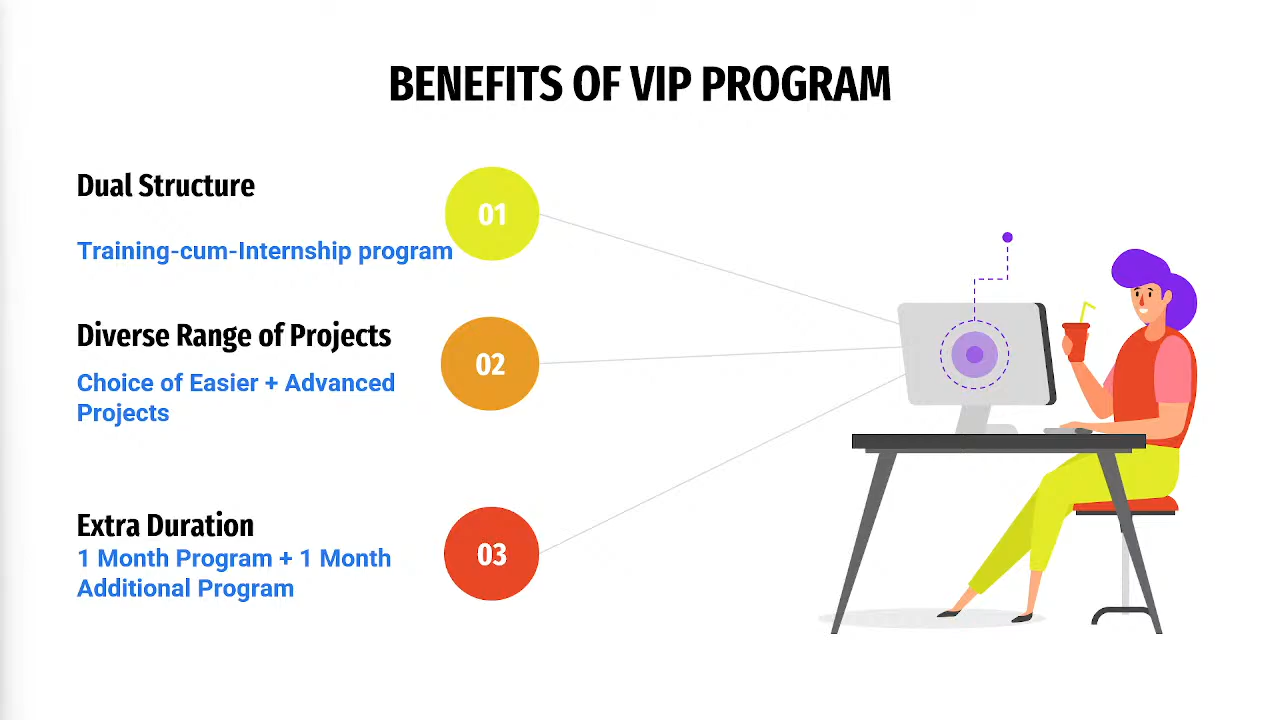 BENEFITS OF VIP PROGRAM
Dual Structure
01
Training-cum-Internship program
Diverse Range of Projects
02
Choice of Easier + Advanced
Projects
Extra Duration
03
1 Month Program + 1 Month
Additional Program